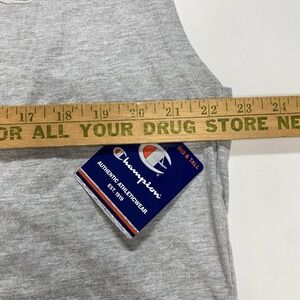 17 18 19 20 21 22 23 24
OR ALL YOUR DRUG STORE NE
BIG & TALL
Champion
AUTHENTIC ATHLETICWEAR
EST. 1919